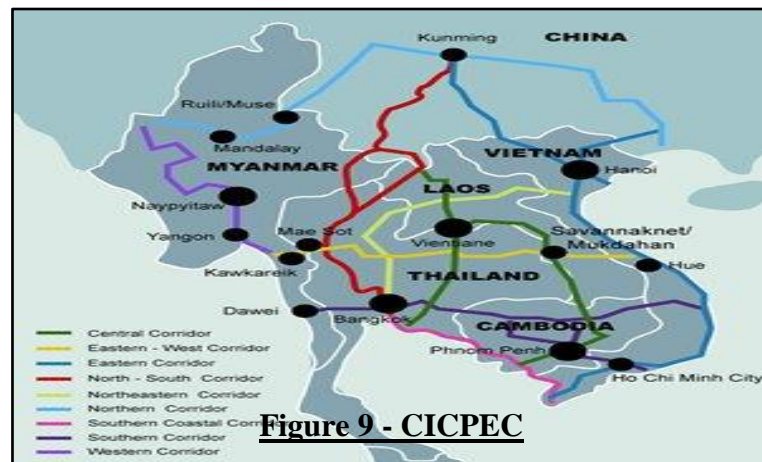 Kunming
CHINA
Ruili/Muse
Mandalay
VIETNAM
MYANMAR
Hanoi
LAOS
Naypyitaw
Savannaknet/
Mukdahan
Mae Sot
Yangon
Vientiane
Hue
Kawkareik
THAILAND
Dawei
Bangkok
CAMBODIA
Phnom Penh
Ho Chi Minh City
Central Corridor
Eastern - West Corridor
Eastern Corridor
North - South Corridor
Northeastern Corridor
Northern Corridor
Southern Coastal Corridor
Southern Corridor
Western Corridor
Figure 9 - CICPEC